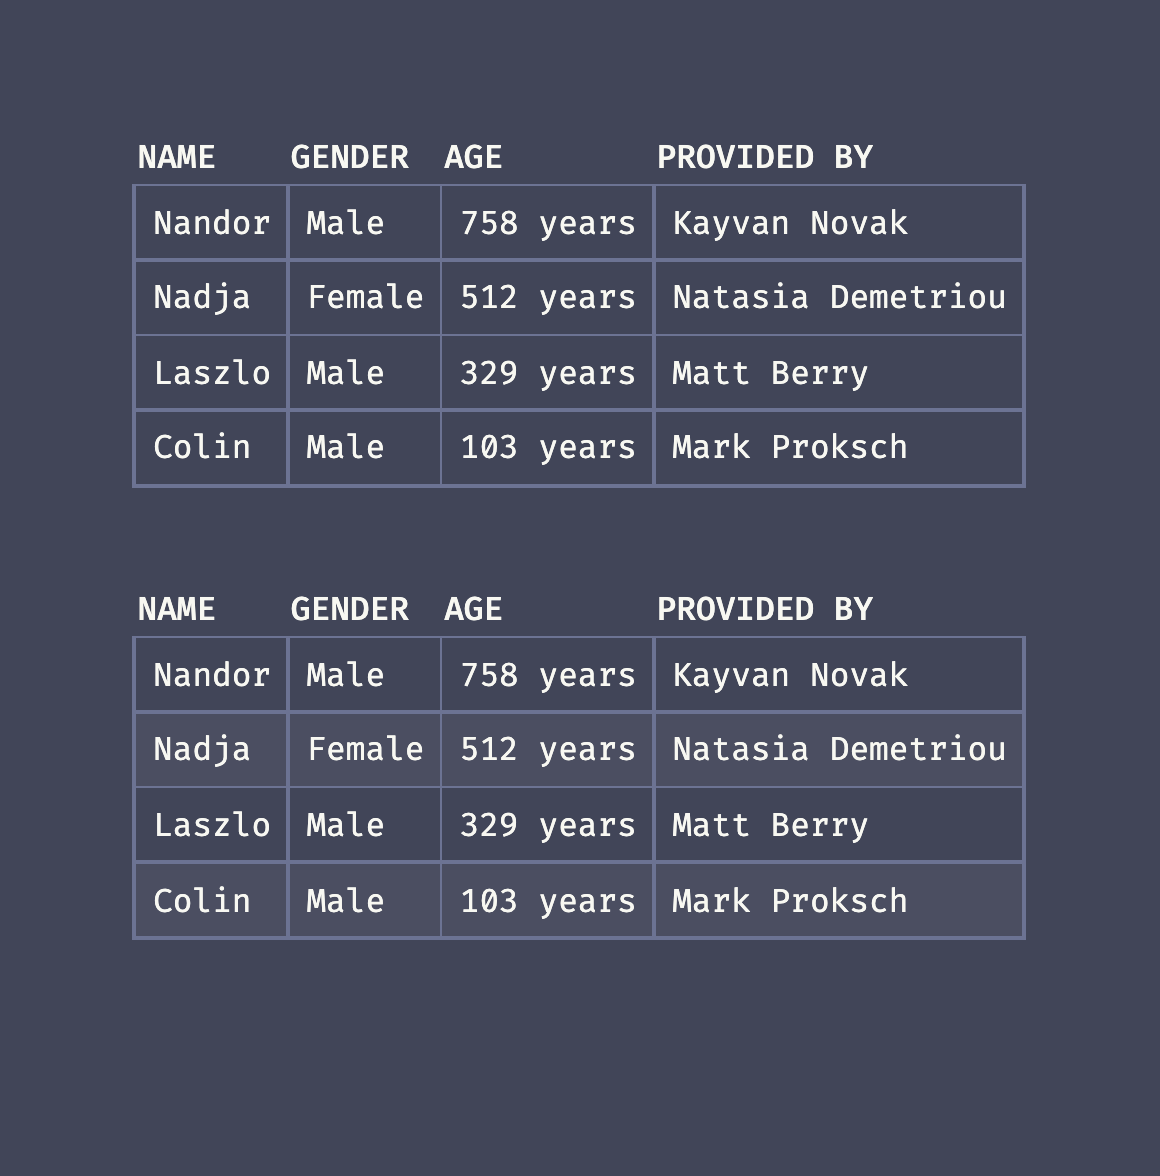 NAME GENDER AGE PROVIDED BY
Nandor Male 758 years Kayvan Novak
Nadja Female 512 years Natasia Demetriou
Laszlo Male 329 years Matt Berry
Colin Male 103 years Mark Proksch
NAME GENDER AGE PROVIDED BY
Nandor Male 758 years Kayvan Novak
Nadja Female 512 years Natasia Demetriou
Laszlo Male 329 years Matt Berry
Colin Male 103 years Mark Proksch